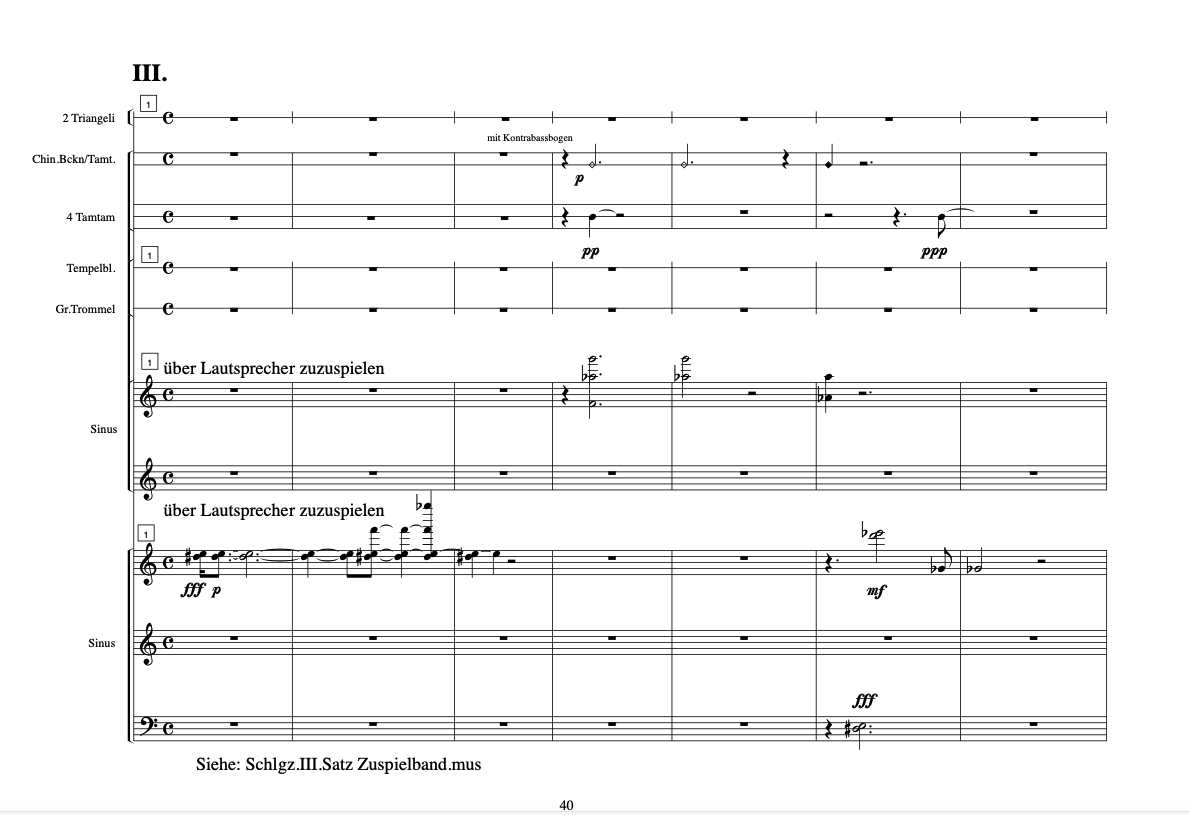 III.
1
2 Triangeli
mit Kontrabassbogen
Chin.Bckn/Tamt.
p
4 Tamtam
pp
ppp
1
Tempelbl.
Gr.Trommel
1
über Lautsprecher zuzuspielen
Sinus
über Lautsprecher zuzuspielen
1
fff p
mf
Sinus
fff
Siehe: Schlgz.III.Satz Zuspielband.mus
40